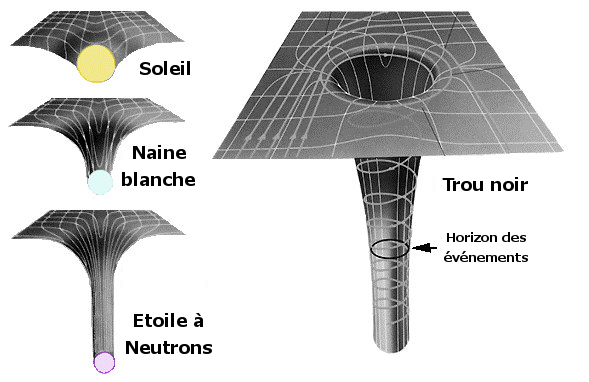 Soleil
Naine
blanche
Etoile à
Neutrons
Trou noir
Horizon des
événements